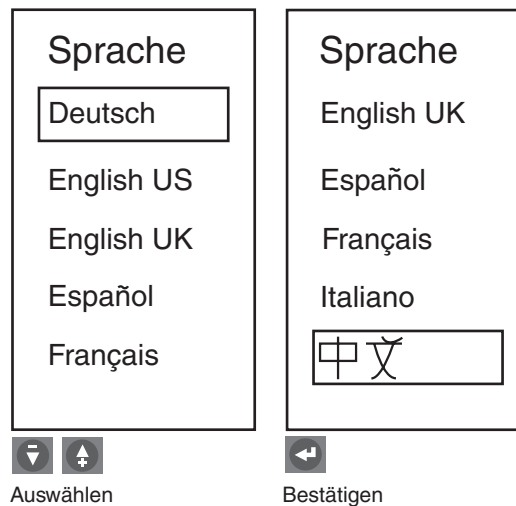 Sprache
Deutsch
English US
English UK
Español
Français
Auswählen
Sprache
English UK
Español
Français
Italiano
中文
Bestätigen